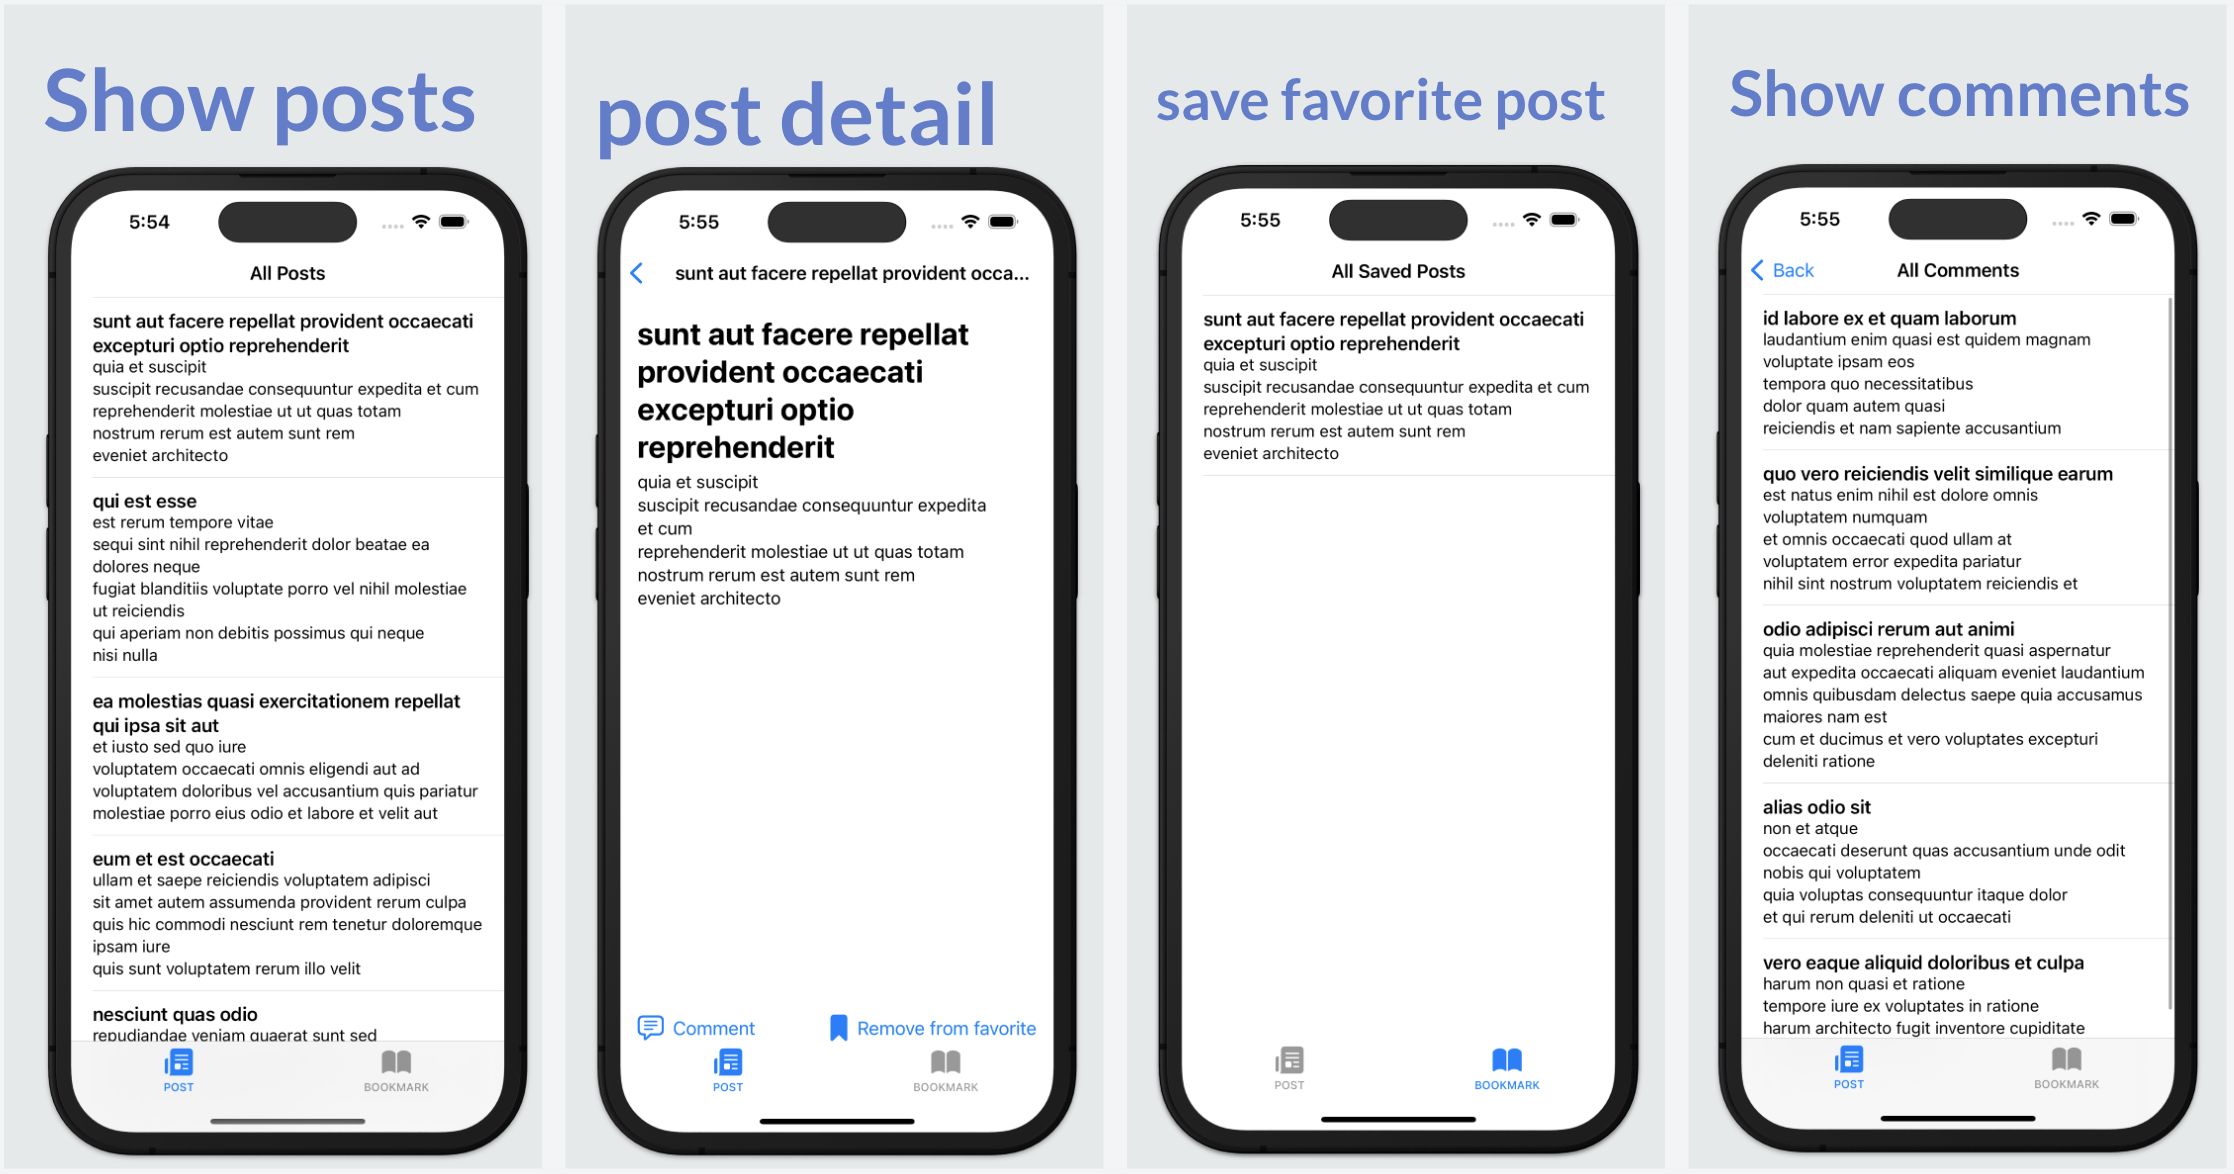 Show posts
5:54
All Posts
sunt aut facere repellat provident occaecati
excepturi optio reprehenderit
quia et suscipit
suscipit recusandae consequuntur expedita et cum
reprehenderit molestiae ut ut quas totam
nostrum rerum est autem sunt rem
eveniet architecto
qui est esse
est rerum tempore vitae
sequi sint nihil reprehenderit dolor beatae ea
dolores neque
fugiat blanditiis voluptate porro vel nihil molestiae
ut reiciendis
qui aperiam non debitis possimus qui neque
nisi nulla
ea molestias quasi exercitationem repellat
qui ipsa sit aut
et iusto sed quo iure
voluptatem occaecati omnis eligendi aut ad
voluptatem doloribus vel accusantium quis pariatur
molestiae porro eius odio et labore et velit aut
eum et est occaecati
ullam et saepe reiciendis voluptatem adipisci
sit amet autem assumenda provident rerum culpa
quis hic commodi nesciunt rem tenetur doloremque
ipsam iure
quis sunt voluptatem rerum illo velit
nesciunt quas odio
repudiandae veniam quaerat sunt sed
POST
BOOKMARK
post detail
5:55
sunt aut facere repellat provident occa...
sunt aut facere repellat
provident occaecati
excepturi optio
reprehenderit
quia et suscipit
suscipit recusandae consequuntur expedita
et cum
reprehenderit molestiae ut ut quas totam
nostrum rerum est autem sunt rem
eveniet architecto
Comment
Remove from favorite
POST
BOOKMARK
save favorite post
5:55
All Saved Posts
sunt aut facere repellat provident occaecati
excepturi optio reprehenderit
quia et suscipit
suscipit recusandae consequuntur expedita et cum
reprehenderit molestiae ut ut quas totam
nostrum rerum est autem sunt rem
eveniet architecto
POST
BOOKMARK
Show comments
5:55
Back
All Comments
id labore ex et quam laborum
laudantium enim quasi est quidem magnam
voluptate ipsam eos
tempora quo necessitatibus
dolor quam autem quasi
reiciendis et nam sapiente accusantium
quo vero reiciendis velit similique earum
est natus enim nihil est dolore omnis
voluptatem numquam
et omnis occaecati quod ullam at
voluptatem error expedita pariatur
nihil sint nostrum voluptatem reiciendis et
odio adipisci rerum aut animi
quia molestiae reprehenderit quasi aspernatur
aut expedita occaecati aliquam eveniet laudantium
omnis quibusdam delectus saepe quia accusamus
maiores nam est
cum et ducimus et vero voluptates excepturi
deleniti ratione
alias odio sit
non et atque
occaecati deserunt quas accusantium unde odit
nobis qui voluptatem
quia voluptas consequuntur itaque dolor
et qui rerum deleniti ut occaecati
vero eaque aliquid doloribus et culpa
harum non quasi et ratione
tempore iure ex voluptates in ratione
harum architecto fugit inventore cupiditate
POST
BOOKMARK